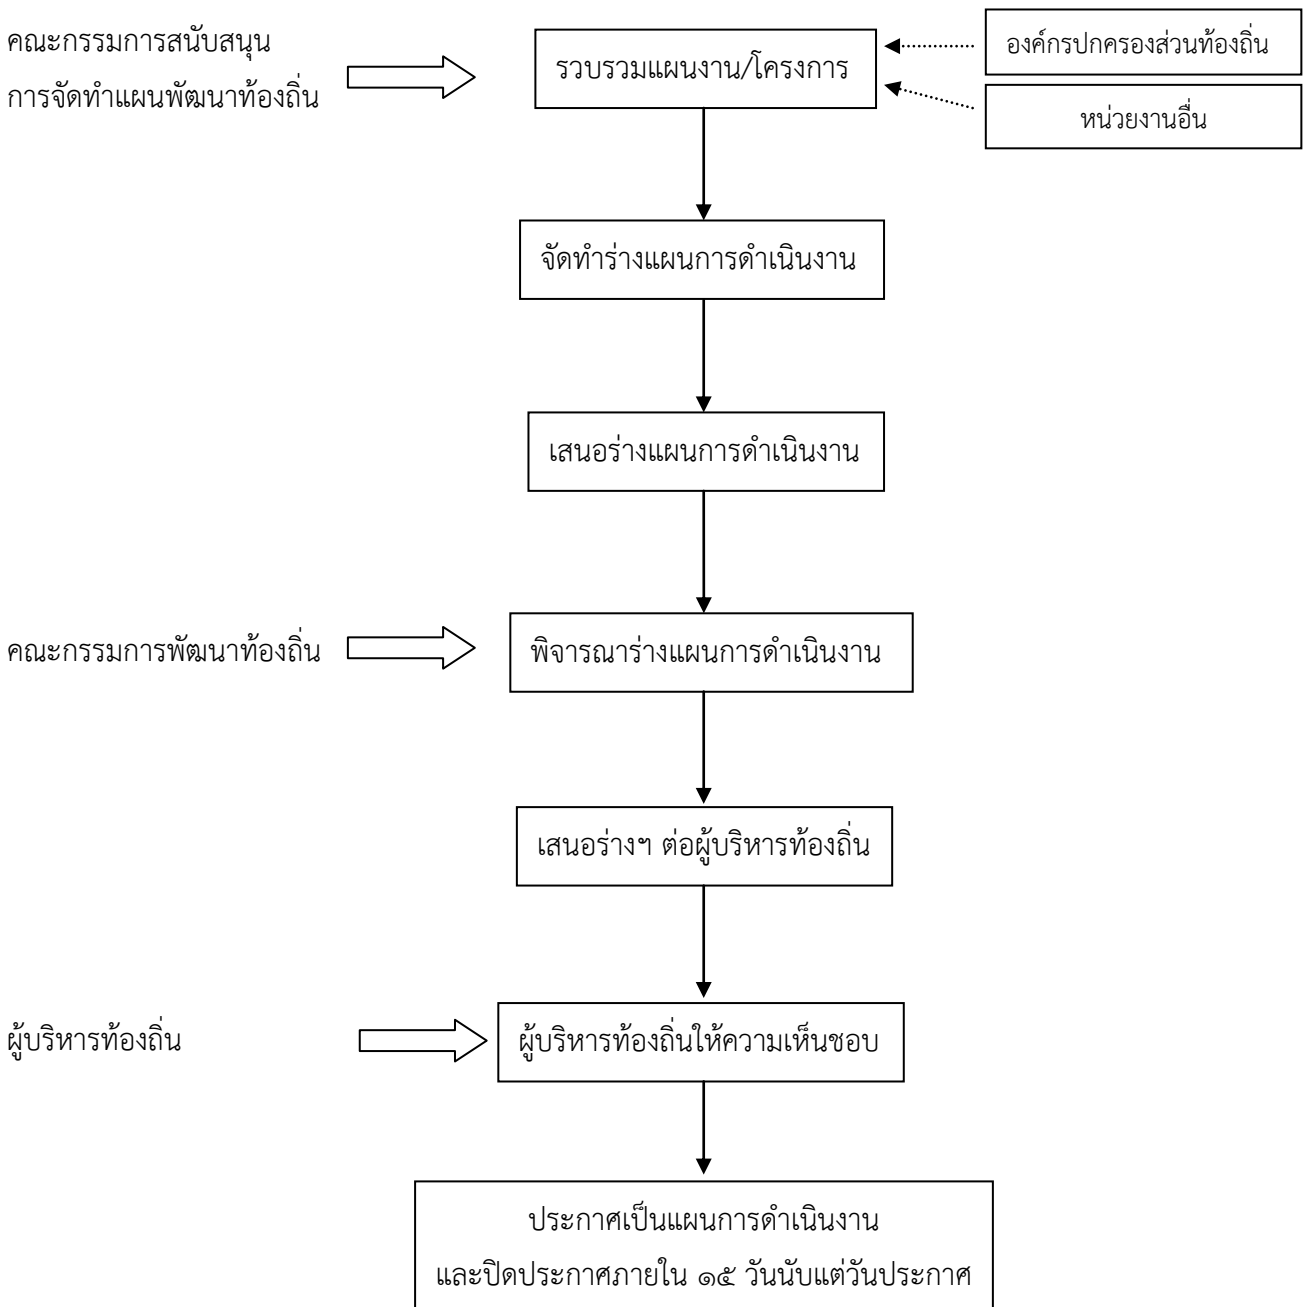 คณะกรรมการสนับสนุน
การจัดทำแผนพัฒนาท้องถิ่น
รวบรวมแผนงาน/โครงการ
องค์กรปกครองส่วนท้องถิ่น
หน่วยงานอื่น
จัดทำร่างแผนการดำเนินงาน
เสนอร่างแผนการดำเนินงาน
คณะกรรมการพัฒนาท้องถิ่น
พิจารณาร่างแผนการดำเนินงาน
เสนอร่างฯ ต่อผู้บริหารท้องถิ่น
ผู้บริหารท้องถิ่น
ผู้บริหารท้องถิ่นให้ความเห็นชอบ
ประกาศเป็นแผนการดำเนินงาน
และปิดประกาศภายใน ๑๕ วันนับแต่วันประกาศ